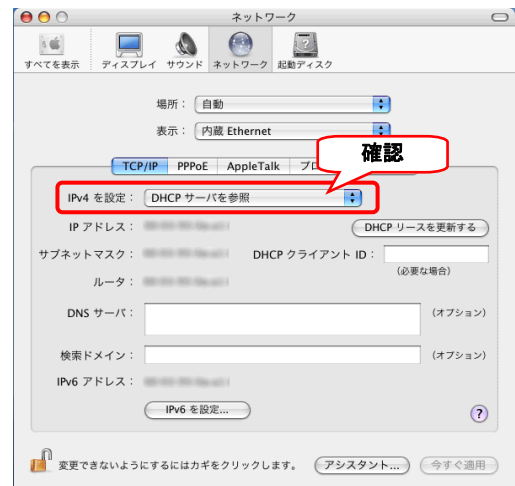 ネットワーク
すべてを表示 ディスプレイ サウンド ネットワーク 起動ディスク
場所： 自動
表示： 内蔵 Ethernet
確認
TCP/IP PPPoE AppleTalk プロ
IPv4 を設定： DHCP サーバを参照
IP アドレス： DHCP リースを更新する
サブネットマスク： DHCP クライアント ID：
（必要な場合）
ルータ：
DNS サーバ： （オプション）
検索ドメイン： （オプション）
IPv6 アドレス：
IPv6 を設定... ?
変更できないようにするにはカギをクリックします。 アシスタント... 今すぐ適用